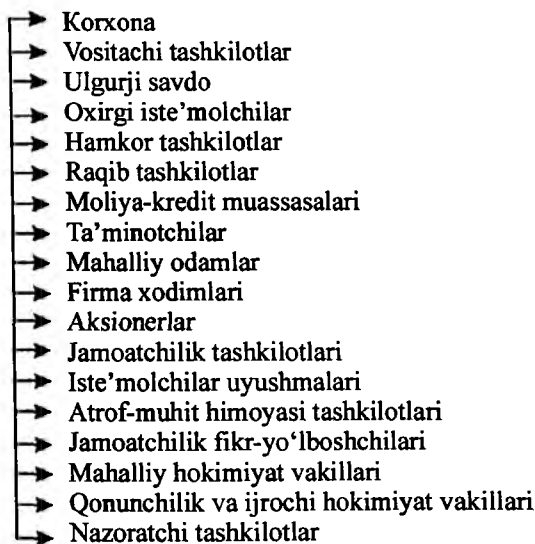 Korxona
Vositachi tashkilotlar
Ulgurji savdo
Oxirgi iste’molchilar
Hamkor tashkilotlar
Raqib tashkilotlar
Moliya-kredit muassasalari
Ta’minotchilar
Mahalliy odamlar
Firma xodimlari
Aksionerlar
Jamoatchilik tashkilotlari
Iste’molchilar uyushmalari
Atrof-muhit himoyasi tashkilotlari
Jamoatchilik fikr-yo‘lboshchilari
Mahalliy hokimiyat vakillari
Qonunchilik va ijrochi hokimiyat vakillari
Nazoratchi tashkilotlar